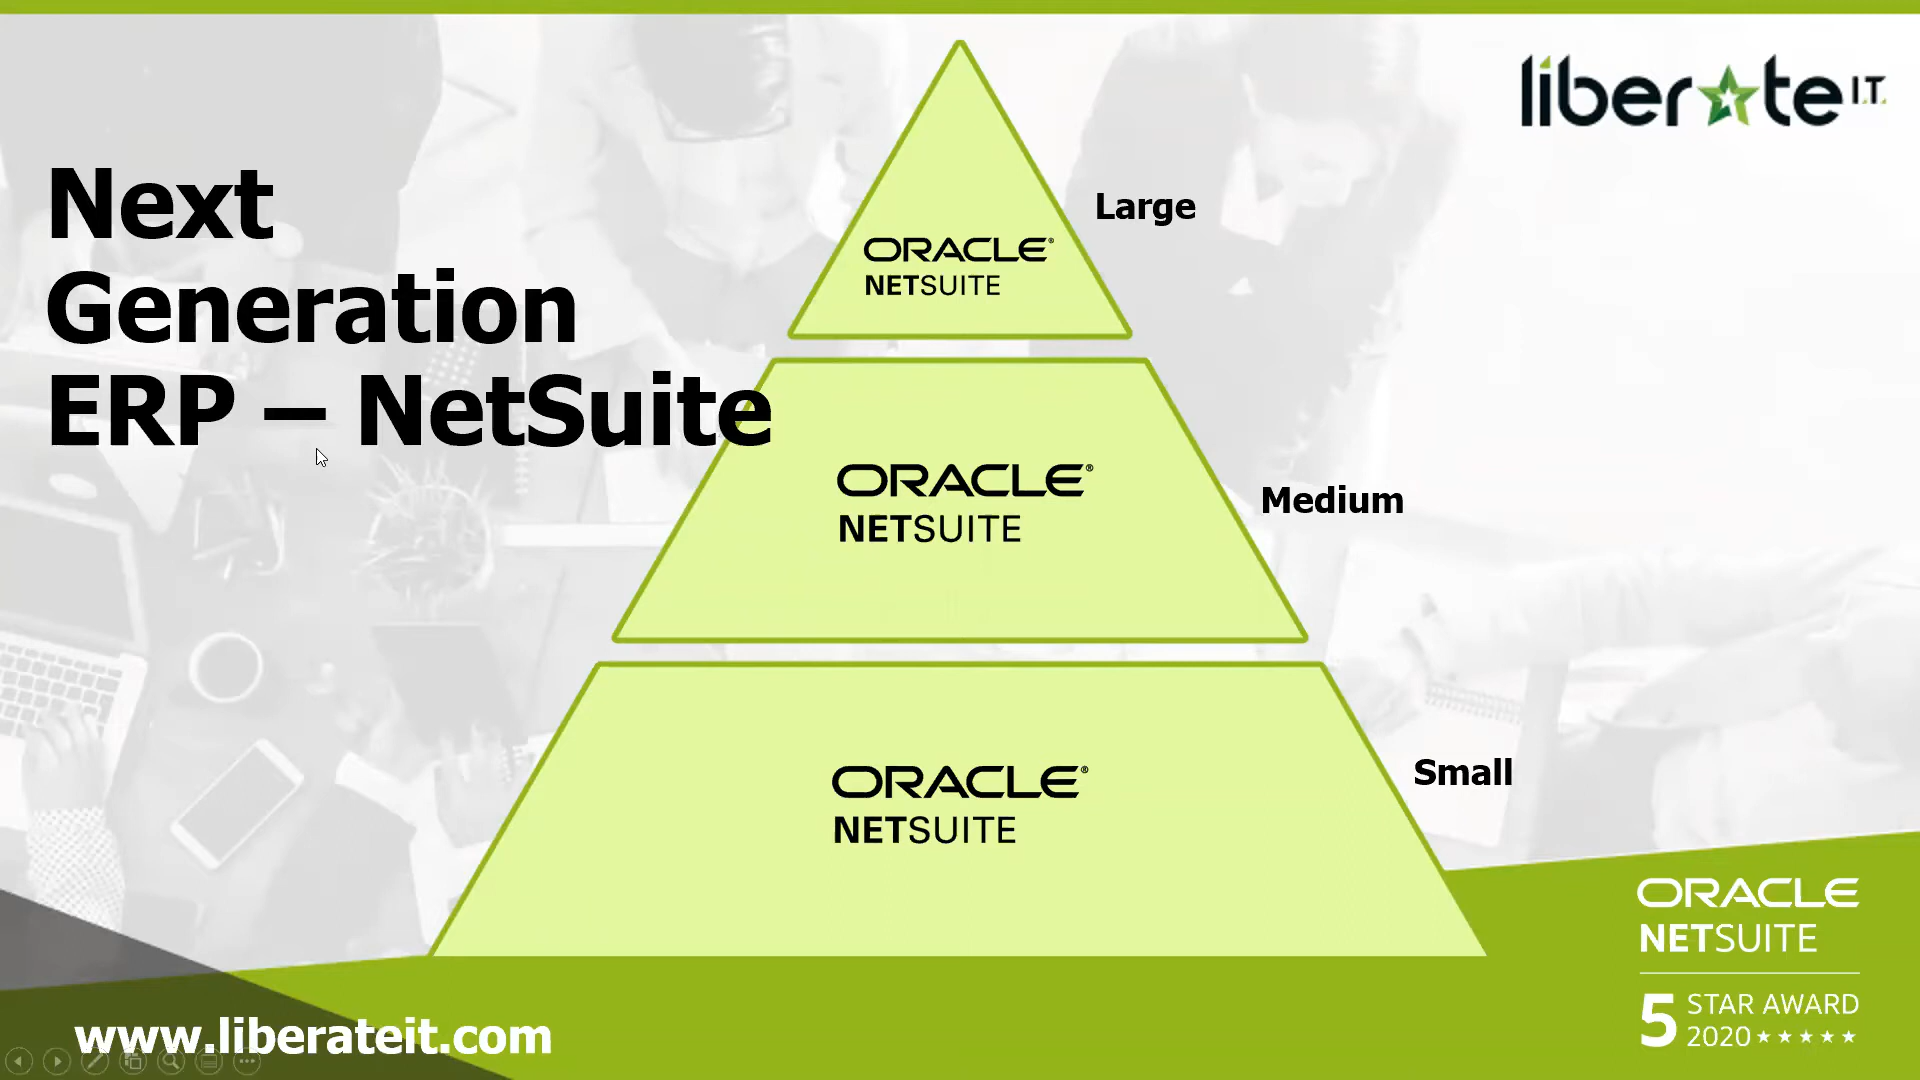 liberate I.T.
Next
Generation
ERP – NetSuite
ORACLE®
NETSUITE
Large
ORACLE®
NETSUITE
Medium
ORACLE®
NETSUITE
Small
ORACLE
NETSUITE
5 STAR AWARD
2020 ★★★★★
www.liberateit.com